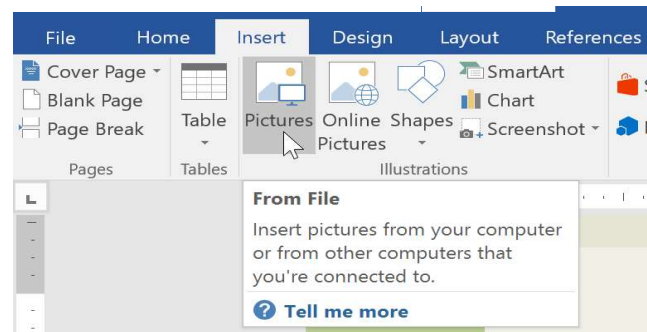 File Home Insert Design Layout References
Cover Page
Blank Page
Page Break
Table
Pictures
Online Pictures
Shapes
SmartArt
Chart
Screenshot
Pages Tables Illustrations
From File
Insert pictures from your computer
or from other computers that
you're connected to.
Tell me more